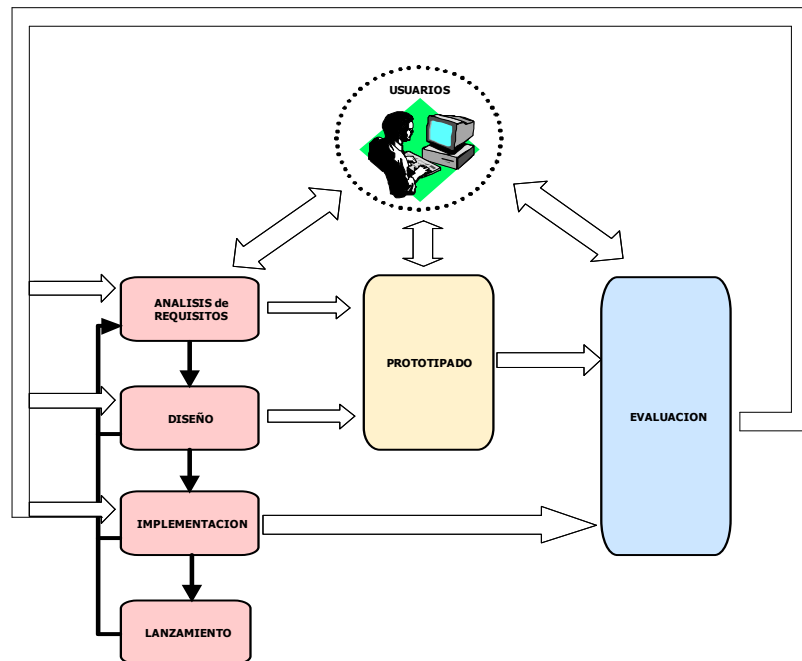 USUARIOS
ANALISIS de
REQUISITOS
PROTOTIPADO
DISEÑO
EVALUACION
IMPLEMENTACION
LANZAMIENTO